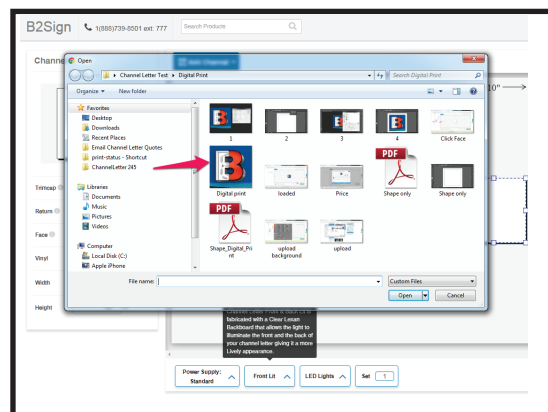 B2Sign
1(888)739-8501 ext: 777
Search Products
Channe
Open
Channel Letter Test ▸ Digital Print
Search Digital Print
Organize
New folder
10"
Favorites
Desktop
Downloads
Recent Places
Email Channel Letter Quotes
print-status - Shortcut
ChannelLetter 245
Libraries
Documents
Music
Pictures
Videos
Computer
Local Disk (C:)
Apple iPhone
1
2
3
4
Click Face
PDF
Digital print
loaded
Price
Shape only
Shape only
PDF
Shape_Digital_Pri
nt
upload
background
upload
Trimcap
Return
Face
Vinyl
Width
Height
File name:
Custom Files
Open
Cancel
fabricated with a Clear Lexan
Backboard that allows the light to
illuminate the front and the back of
your channel letter giving it a more
Lively appearance.
Power Supply:
Standard
Front Lit
LED Lights
Set
1